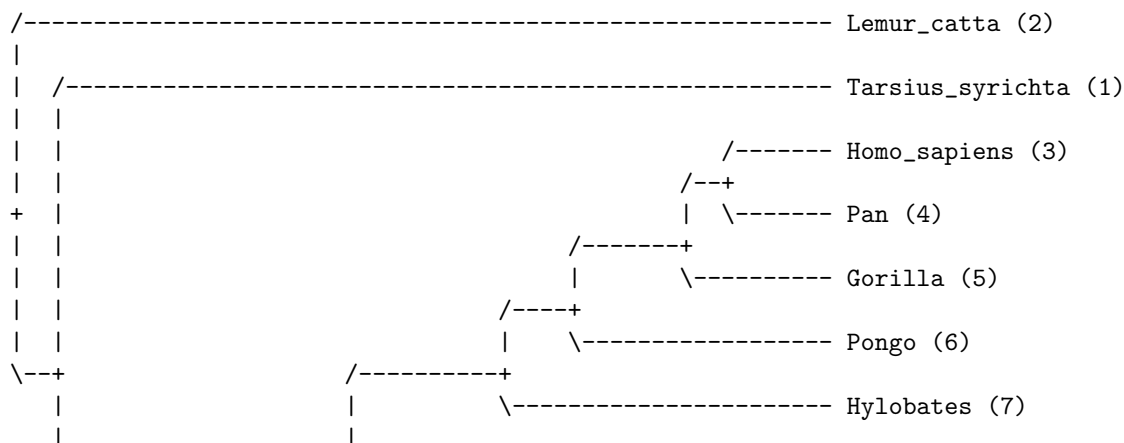 /------------------------------------------------------- Lemur_catta (2)
|
|  /---------------------------------------------------- Tarsius_syrichta (1)
|  |
|  |                                             /------- Homo_sapiens (3)
|  |                                          /--+
+  |                                          |  \------- Pan (4)
|  |                                  /-------+
|  |                                  |       \---------- Gorilla (5)
|  |                             /----+
|  |                             |    \----------------- Pongo (6)
\--+                  /----------+
   |                  |          \---------------------- Hylobates (7)
   |                  |